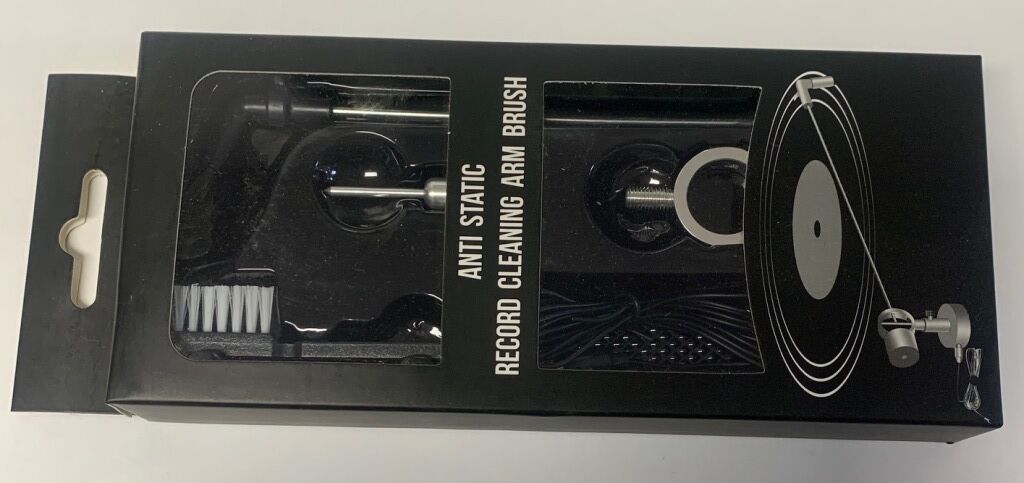 ANTI STATIC
RECORD CLEANING ARM BRUSH